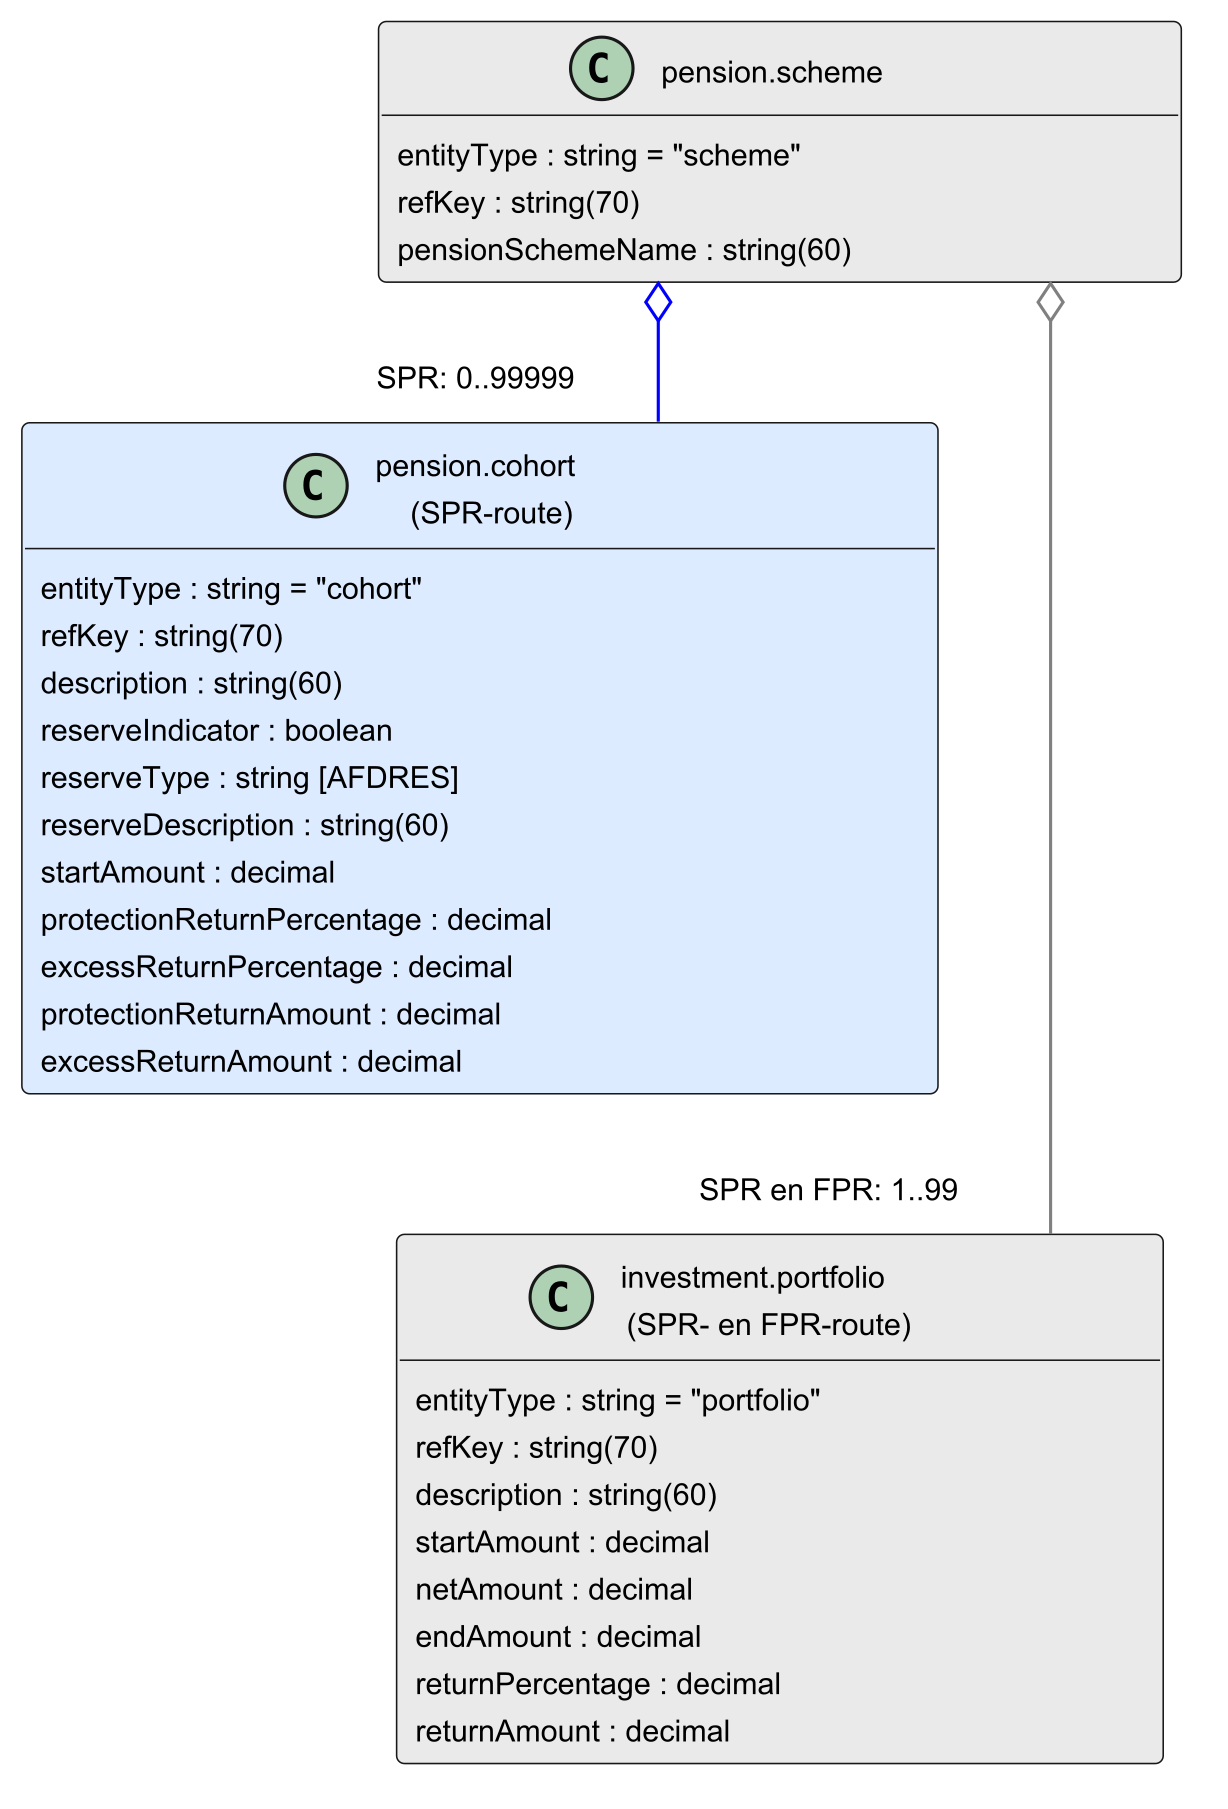 C pension.scheme
entityType : string = "scheme"
refKey : string(70)
pensionSchemeName : string(60)
SPR: 0..99999
C pension.cohort
(SPR-route)
entityType : string = "cohort"
refKey : string(70)
description : string(60)
reserveIndicator : boolean
reserveType : string [AFDRES]
reserveDescription : string(60)
startAmount : decimal
protectionReturnPercentage : decimal
excessReturnPercentage : decimal
protectionReturnAmount : decimal
excessReturnAmount : decimal
SPR en FPR: 1..99
C investment.portfolio
(SPR- en FPR-route)
entityType : string = "portfolio"
refKey : string(70)
description : string(60)
startAmount : decimal
netAmount : decimal
endAmount : decimal
returnPercentage : decimal
returnAmount : decimal